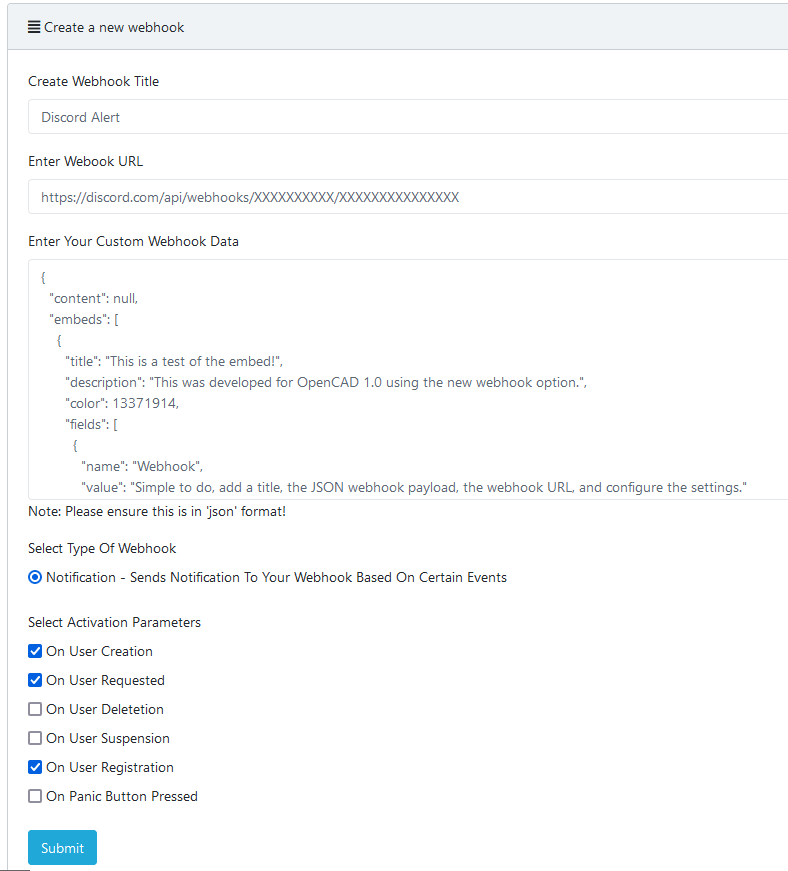 Create a new webhook
Create Webhook Title
Discord Alert
Enter Webook URL
https://discord.com/api/webhooks/XXXXXXXXXX/XXXXXXXXXXXXXXX
Enter Your Custom Webhook Data
{
"content": null,
"embeds": [
{
"title": "This is a test of the embed!",
"description": "This was developed for OpenCAD 1.0 using the new webhook option.",
"color": 13371914,
"fields": [
{
"name": "Webhook",
"value": "Simple to do, add a title, the JSON webhook payload, the webhook URL, and configure the settings."
Note: Please ensure this is in 'json' format!
Select Type Of Webhook
Notification - Sends Notification To Your Webhook Based On Certain Events
Select Activation Parameters
On User Creation
On User Requested
On User Deletetion
On User Suspension
On User Registration
On Panic Button Pressed
Submit